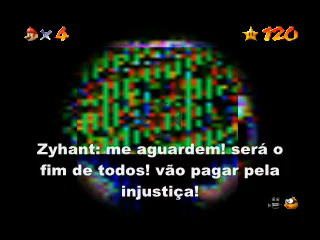 4 120
Zyhant: me aguardem! será o
fim de todos! vão pagar pela
injustiça!